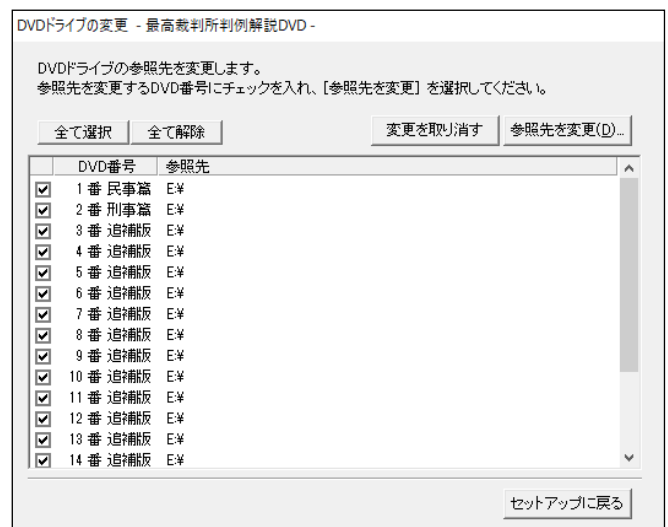 DVDドライブの変更 - 最高裁判所判例解説DVD -
DVDドライブの参照先を変更します。
参照先を変更するDVD番号にチェックを入れ、[参照先を変更] を選択してください。
全て選択 全て解除 変更を取り消す 参照先を変更(D)...
DVD番号 参照先
1 番 民事篇 E:¥
2 番 刑事篇 E:¥
3 番 追補版 E:¥
4 番 追補版 E:¥
5 番 追補版 E:¥
6 番 追補版 E:¥
7 番 追補版 E:¥
8 番 追補版 E:¥
9 番 追補版 E:¥
10 番 追補版 E:¥
11 番 追補版 E:¥
12 番 追補版 E:¥
13 番 追補版 E:¥
14 番 追補版 E:¥
セットアップに戻る